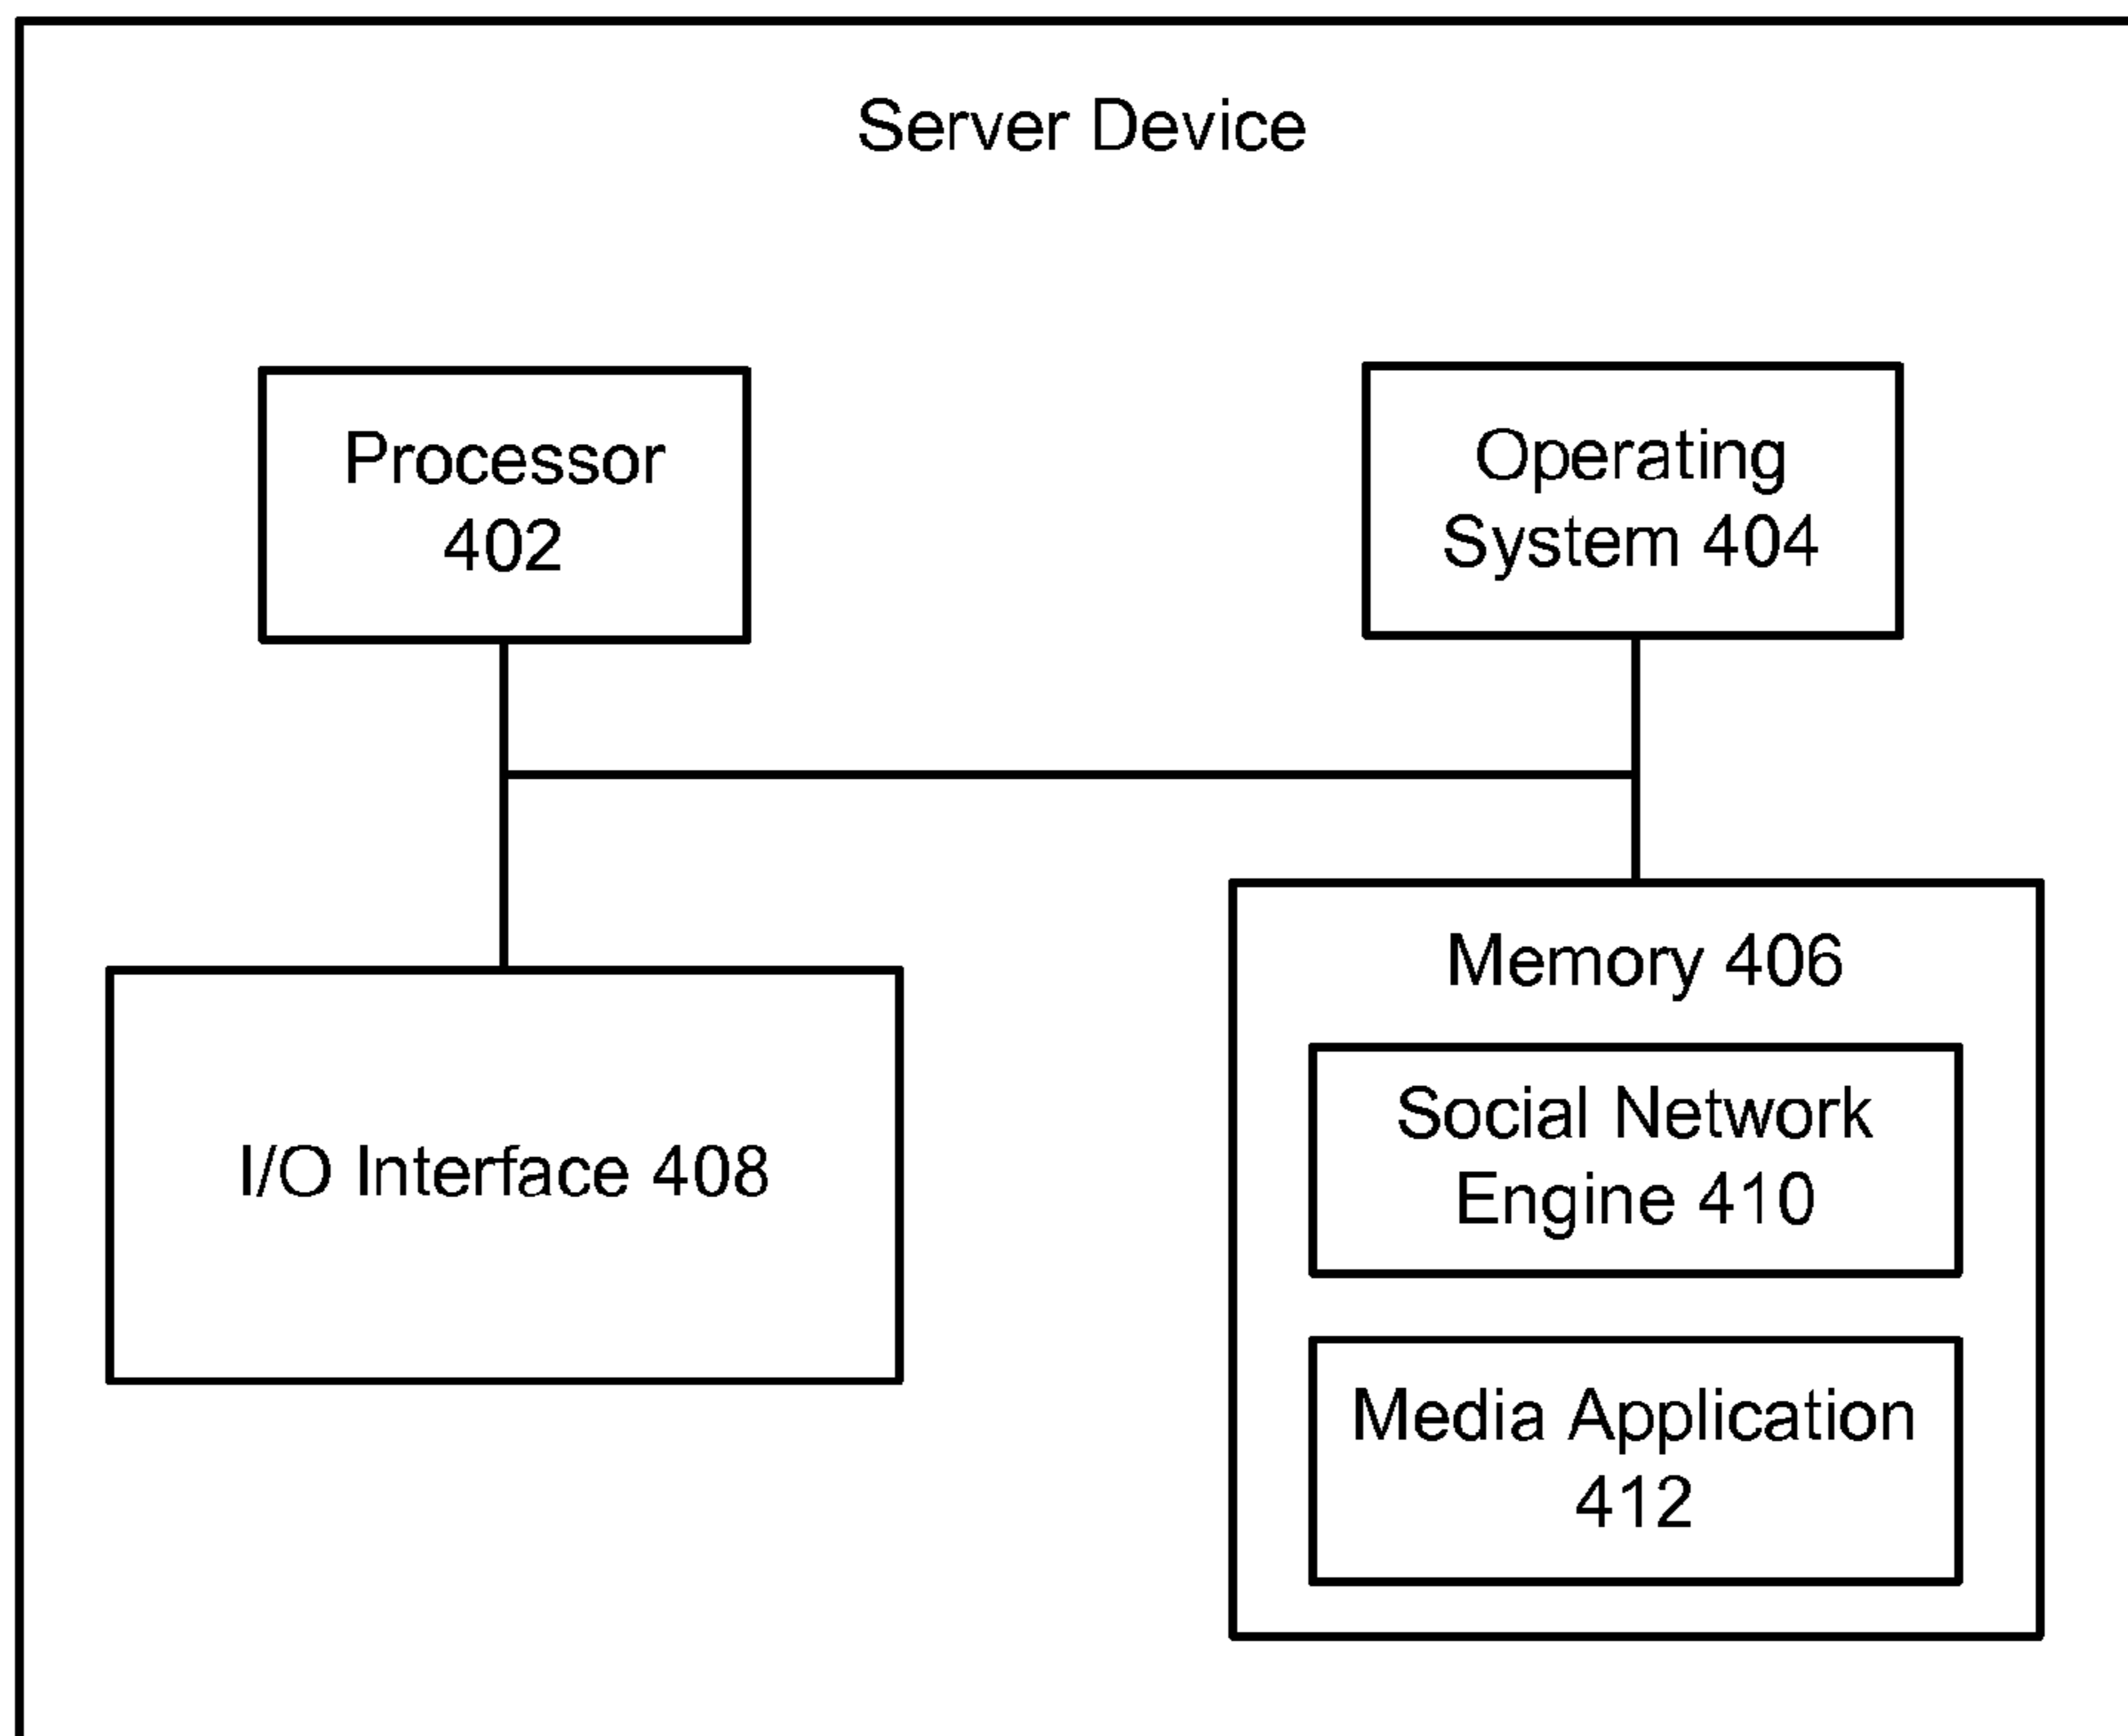 Server Device
Processor
402
Operating
System 404
I/O Interface 408
Memory 406
Social Network
Engine 410
Media Application
412